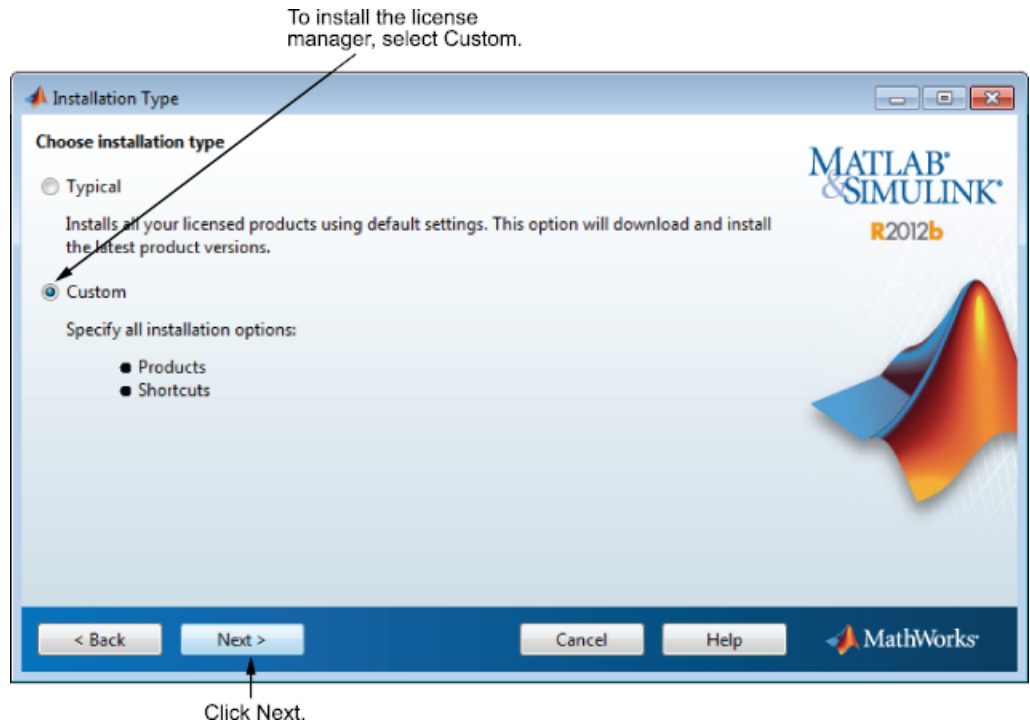 To install the license
manager, select Custom.
Installation Type
Choose installation type
Typical
Installs all your licensed products using default settings. This option will download and install
the latest product versions.
Custom
Specify all installation options:
Products
Shortcuts
MATLAB®
&SIMULINK®
R2012b
< Back
Next >
Cancel
Help
MathWorks®
Click Next.